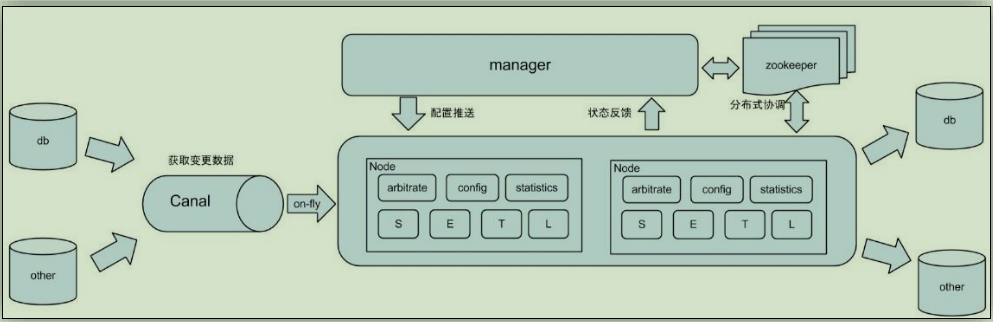 manager
zookeeper
配置推送
状态反馈
分布式协调
db
other
获取变更数据
Canal
on-fly
Node
arbitrate
config
statistics
S
E
T
L
Node
arbitrate
config
statistics
S
E
T
L
db
other